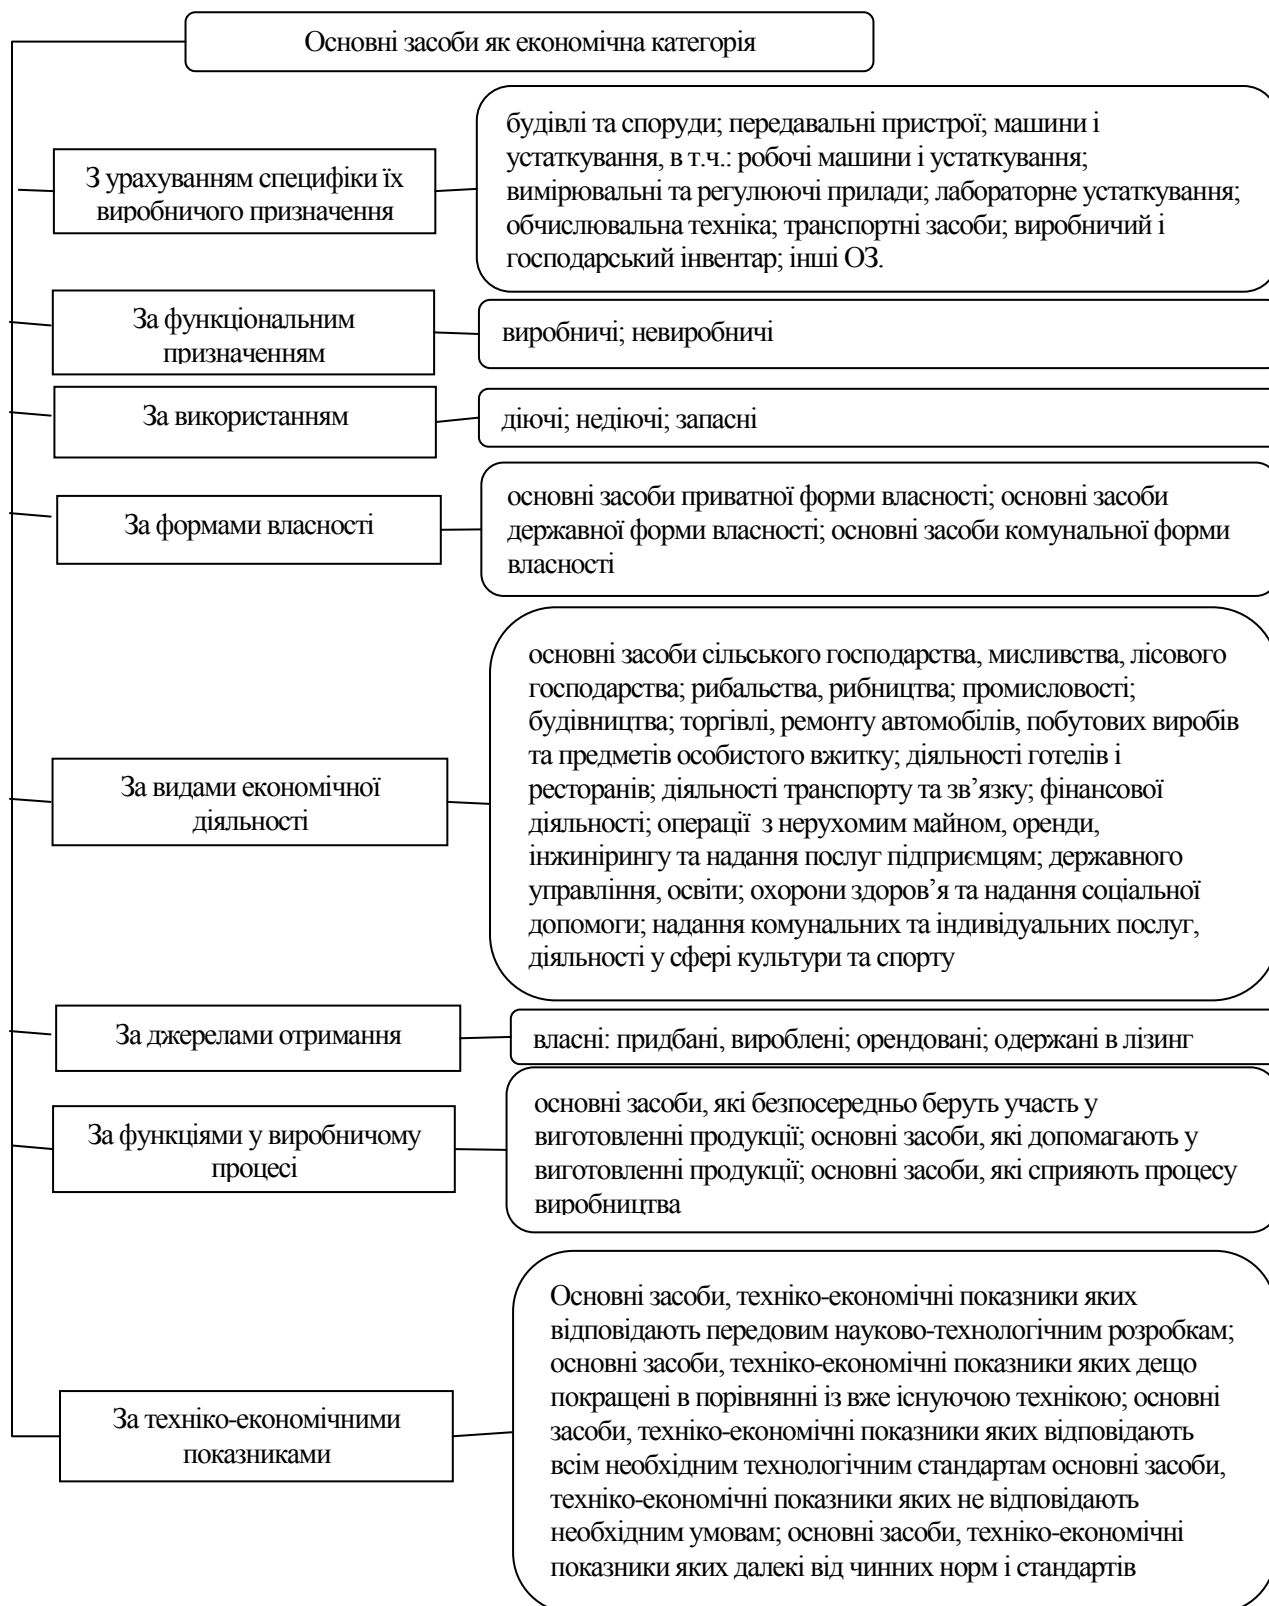 Основні засоби як економічна категорія
З урахуванням специфіки їх
виробничого призначення
будівлі та споруди; передавальні пристрої; машини і
устаткування, в т.ч.: робочі машини і устаткування;
вимірювальні та регулюючі прилади; лабораторне устаткування;
обчислювальна техніка; транспортні засоби; виробничий і
господарський інвентар; інші ОЗ.
За функціональним
призначенням
виробничі; невиробничі
За використанням
діючі; недіючі; запасні
За формами власності
основні засоби приватної форми власності; основні засоби
державної форми власності; основні засоби комунальної форми
власності
За видами економічної
діяльності
основні засоби сільського господарства, мисливства, лісового
господарства; рибальства, рибництва; промисловості;
будівництва; торгівлі, ремонту автомобілів, побутових виробів
та предметів особистого вжитку; діяльності готелів і
ресторанів; діяльності транспорту та зв’язку; фінансової
діяльності; операції з нерухомим майном, оренди,
інжинірингу та надання послуг підприємцям; державного
управління, освіти; охорони здоров’я та надання соціальної
допомоги; надання комунальних та індивідуальних послуг,
діяльності у сфері культури та спорту
За джерелами отримання
власні: придбані, вироблені; орендовані; одержані в лізинг
За функціями у виробничому
процесі
основні засоби, які безпосередньо беруть участь у
виготовленні продукції; основні засоби, які допомагають у
виготовленні продукції; основні засоби, які сприяють процесу
виробництва
За техніко-економічними
показниками
Основні засоби, техніко-економічні показники яких
відповідають передовим науково-технологічним розробкам;
основні засоби, техніко-економічні показники яких дещо
покращені в порівнянні із вже існуючою технікою; основні
засоби, техніко-економічні показники яких відповідають
всім необхідним технологічним стандартам основні засоби,
техніко-економічні показники яких не відповідають
необхідним умовам; основні засоби, техніко-економічні
показники яких далекі від чинних норм і стандартів